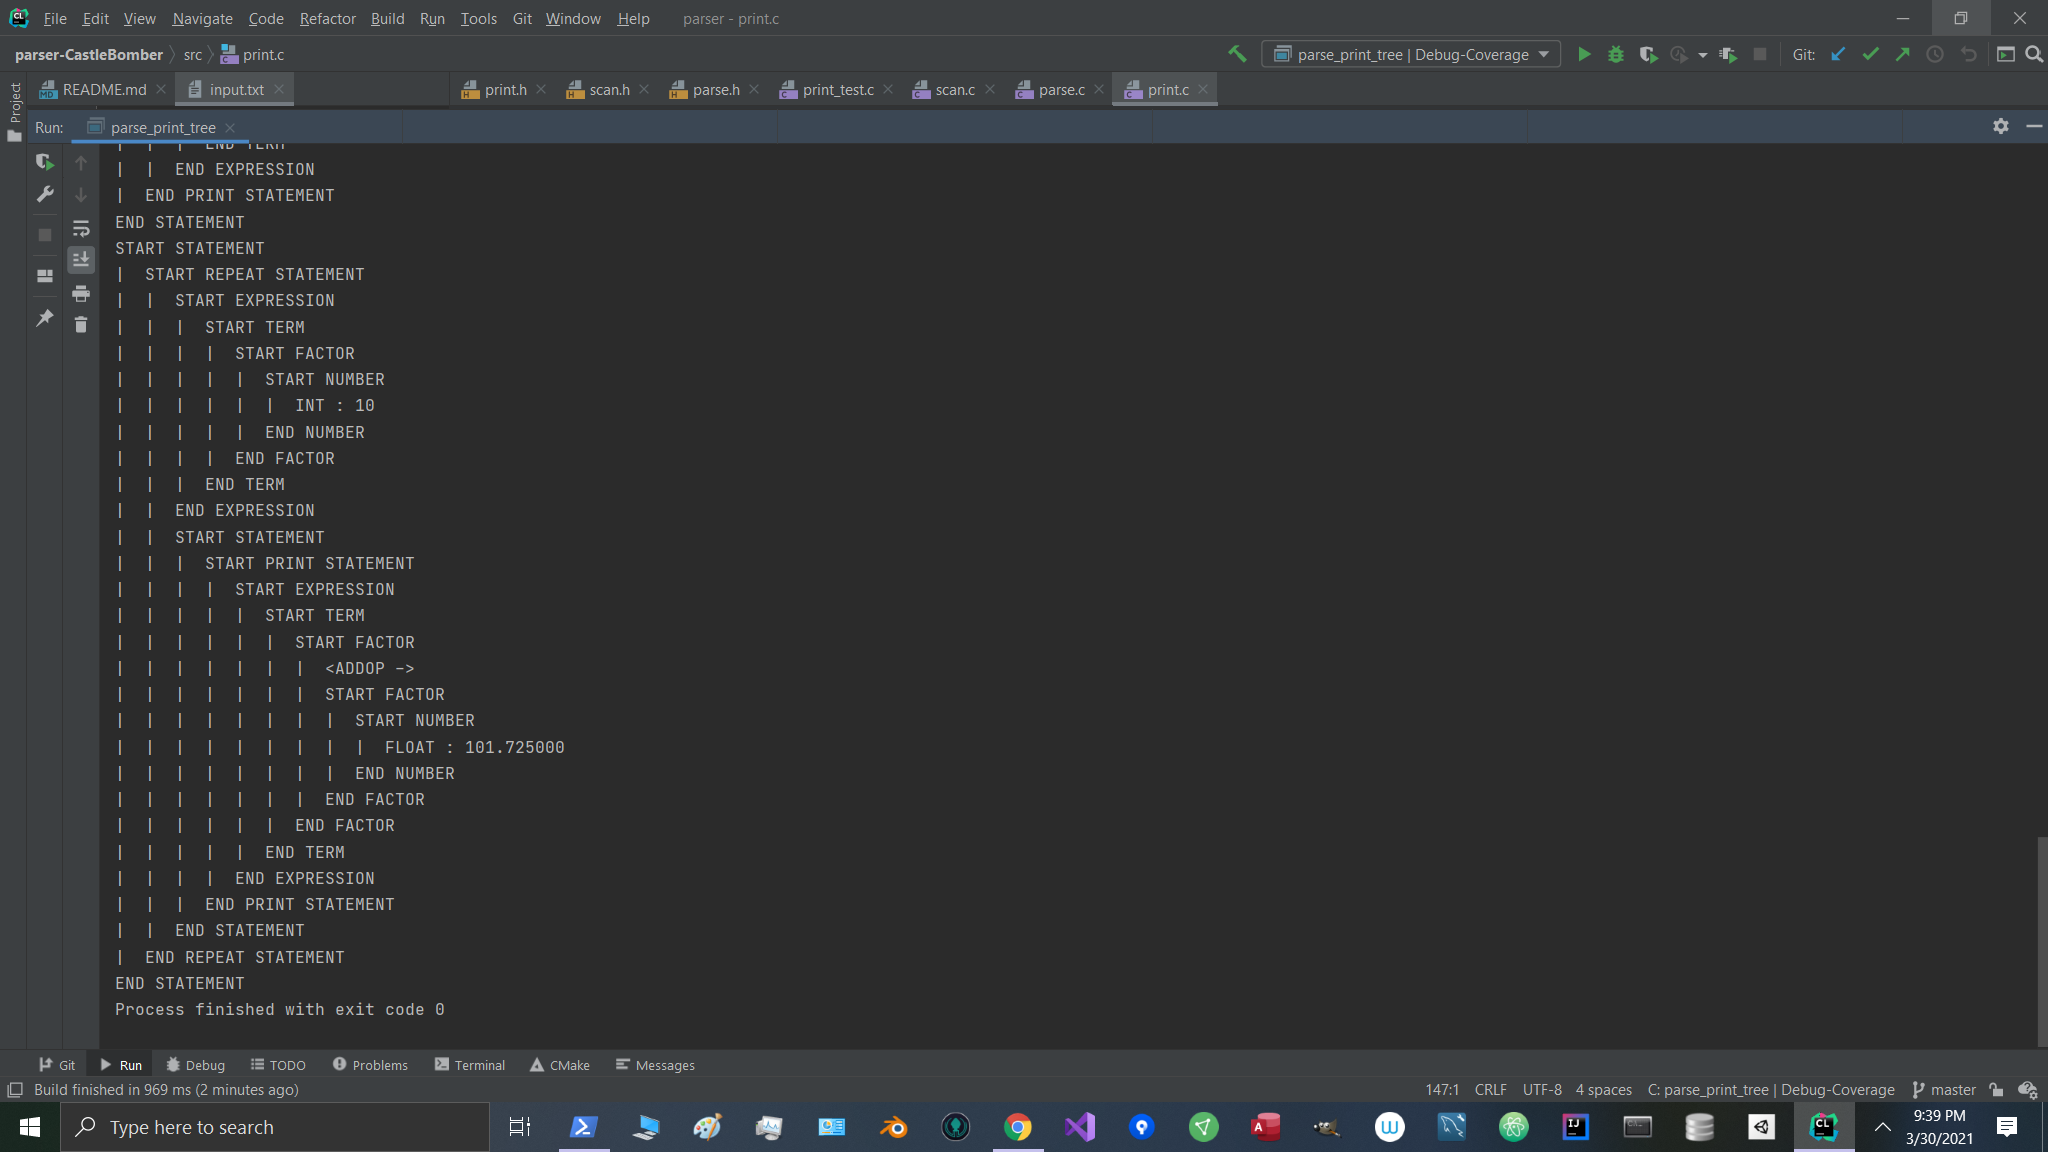 File Edit View Navigate Code Refactor Build Run Tools Git Window Help parser - print.c
parser-CastleBomber src print.c parse_print_tree | Debug-Coverage Git:
README.md input.txt print.h scan.h parse.h print_test.c scan.c parse.c print.c
Project
Run: parse_print_tree
| | | END TERM
| | END EXPRESSION
| END PRINT STATEMENT
END STATEMENT
START STATEMENT
| START REPEAT STATEMENT
| | START EXPRESSION
| | | START TERM
| | | | START FACTOR
| | | | | START NUMBER
| | | | | | INT : 10
| | | | | END NUMBER
| | | | END FACTOR
| | | END TERM
| | END EXPRESSION
| | START STATEMENT
| | | START PRINT STATEMENT
| | | | START EXPRESSION
| | | | | START TERM
| | | | | | START FACTOR
| | | | | | | <ADDOP ->
| | | | | | | START FACTOR
| | | | | | | | START NUMBER
| | | | | | | | | FLOAT : 101.725000
| | | | | | | | END NUMBER
| | | | | | | END FACTOR
| | | | | | END FACTOR
| | | | | END TERM
| | | | END EXPRESSION
| | | END PRINT STATEMENT
| | END STATEMENT
| END REPEAT STATEMENT
END STATEMENT
Process finished with exit code 0
Git Run Debug TODO Problems Terminal CMake Messages
Build finished in 969 ms (2 minutes ago) 147:1 CRLF UTF-8 4 spaces C: parse_print_tree | Debug-Coverage master
Type here to search
9:39 PM
3/30/2021